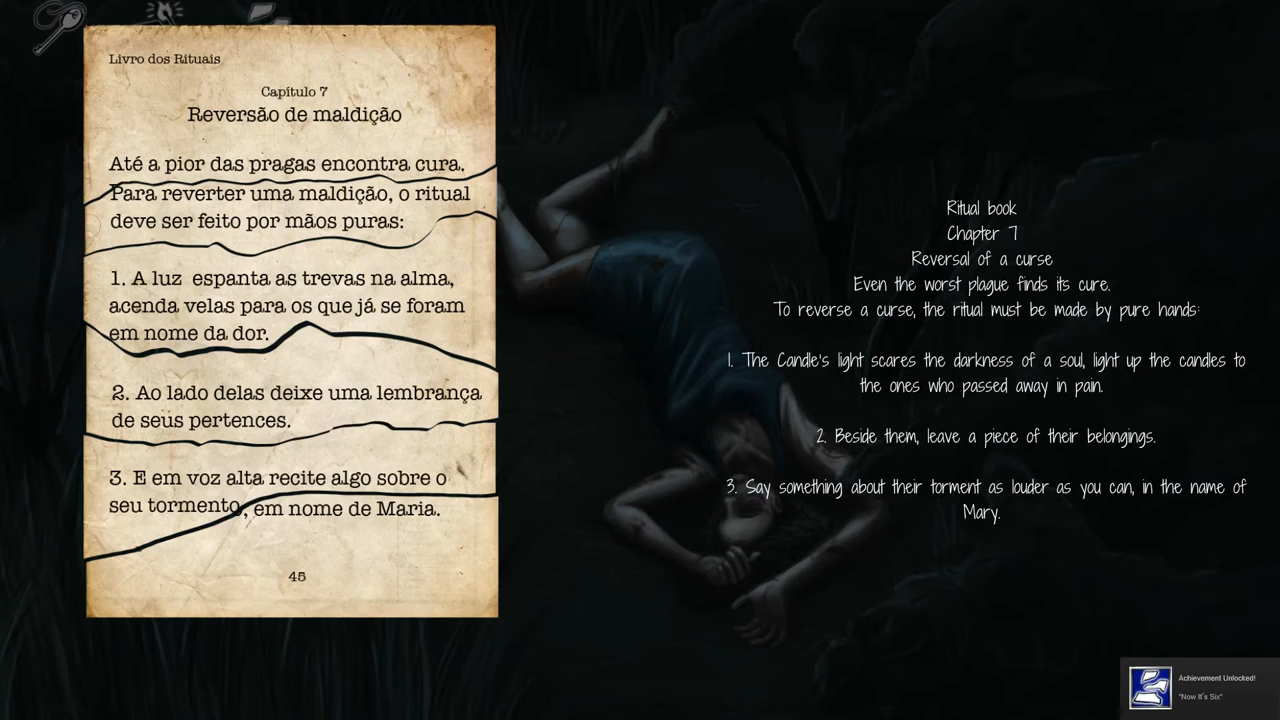 Livro dos Rituais
Capítulo 7
Reversão de maldição
Até a pior das pragas encontra cura.
Para reverter uma maldição, o ritual
deve ser feito por mãos puras:
1. A luz espanta as trevas na alma,
acenda velas para os que já se foram
em nome da dor.
2. Ao lado delas deixe uma lembrança
de seus pertences.
3. E em voz alta recite algo sobre o
seu tormento, em nome de Maria.
45
Ritual book
Chapter 7
Reversal of a curse
Even the worst plague finds its cure.
To reverse a curse, the ritual must be made by pure hands:
1. The Candle's light scares the darkness of a soul, light up the candles to
the ones who passed away in pain.
2. Beside them, leave a piece of their belongings.
3. Say something about their torment as louder as you can, in the name of
Mary.
Achievement Unlocked!
"Now It's Six"